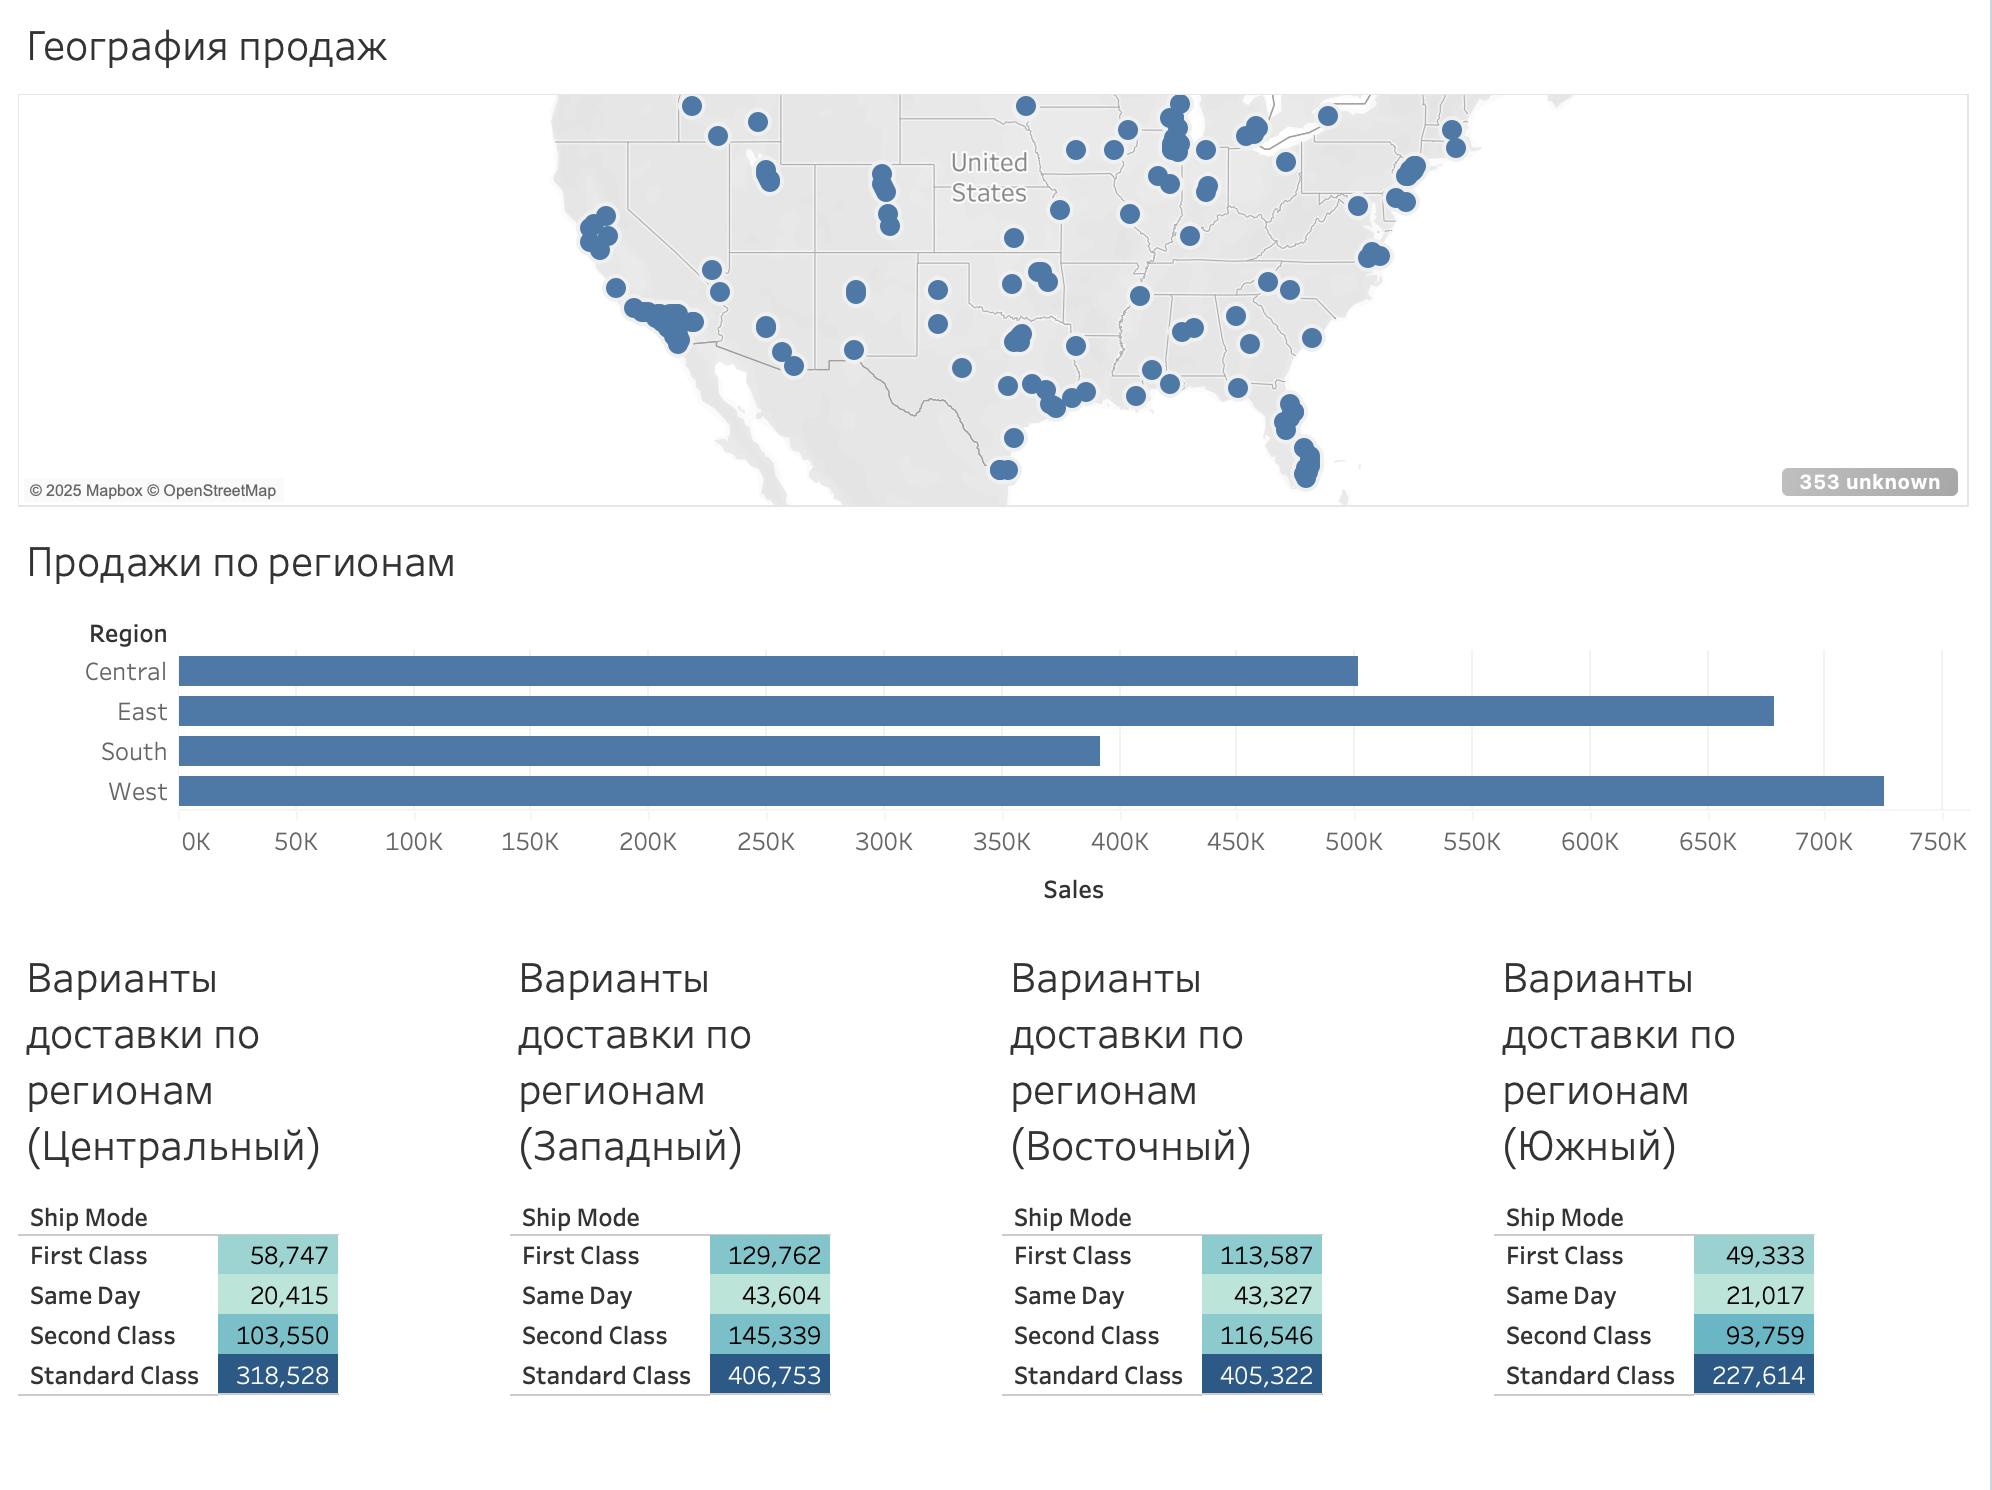 География продаж
United
States
© 2025 Mapbox © OpenStreetMap
353 unknown
Продажи по регионам
Region
Central
East
South
West
0K 50K 100K 150K 200K 250K 300K 350K 400K 450K 500K 550K 600K 650K 700K 750K
Sales
Варианты
доставки по
регионам
(Центральный)
Ship Mode
First Class 58,747
Same Day 20,415
Second Class 103,550
Standard Class 318,528
Варианты
доставки по
регионам
(Западный)
Ship Mode
First Class 129,762
Same Day 43,604
Second Class 145,339
Standard Class 406,753
Варианты
доставки по
регионам
(Восточный)
Ship Mode
First Class 113,587
Same Day 43,327
Second Class 116,546
Standard Class 405,322
Варианты
доставки по
регионам
(Южный)
Ship Mode
First Class 49,333
Same Day 21,017
Second Class 93,759
Standard Class 227,614